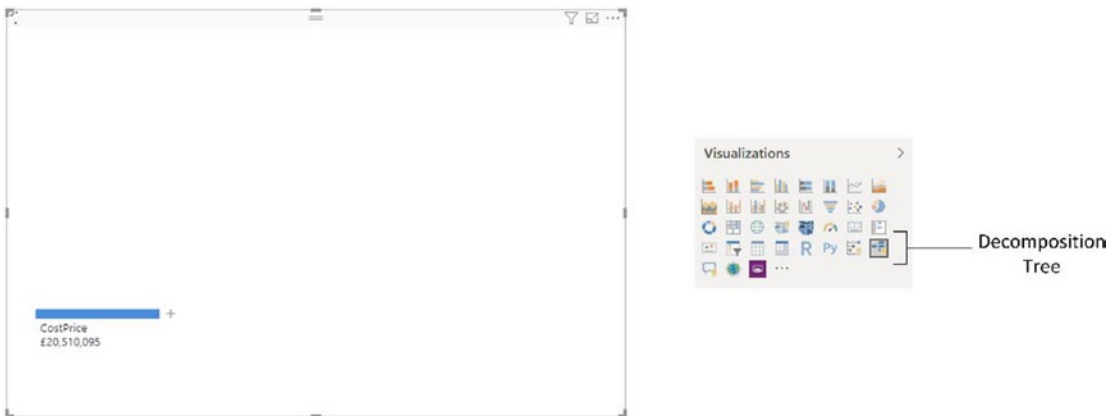 CostPrice
£20,510,095
Visualizations
R Py
Decomposition
Tree